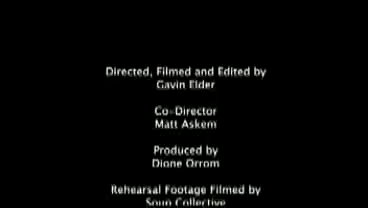 Directed, Filmed and Edited by
Gavin Elder
Co-Director
Matt Askem
Produced by
Dione Orrom
Rehearsal Footage Filmed by
Soup Collective